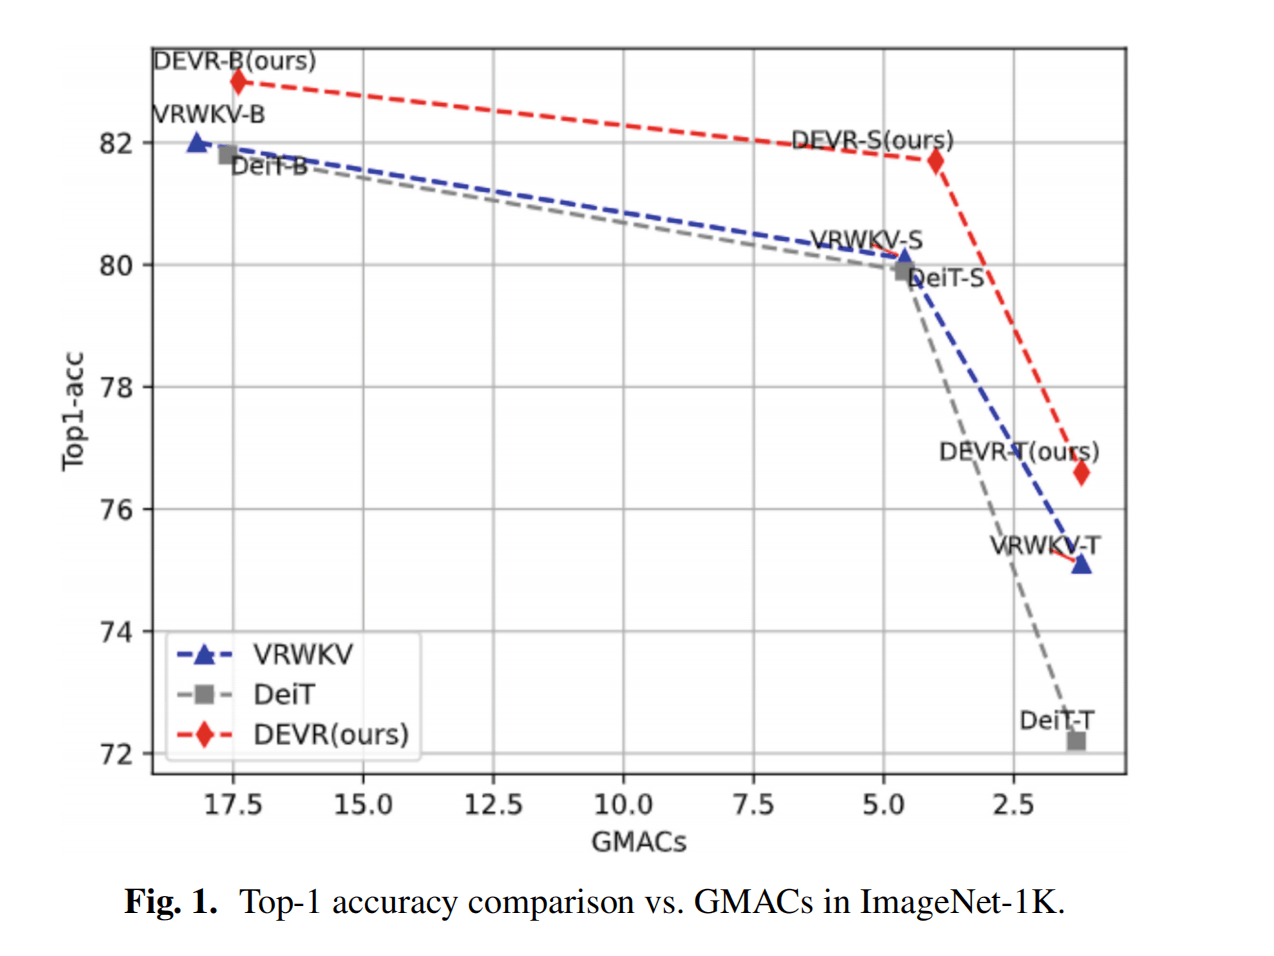 DEVR-B(ours)
VRWKV-B
82
DEVR-S(ours)
DeiT-B
VRWKV-S
80
DeiT-S
78
Top1-acc
DEVR-T(ours)
76
VRWKV-T
74
VRWKV
DeiT
DEVR(ours)
DeiT-T
72
17.5 15.0 12.5 10.0 7.5 5.0 2.5
GMACs
Fig. 1. Top-1 accuracy comparison vs. GMACs in ImageNet-1K.